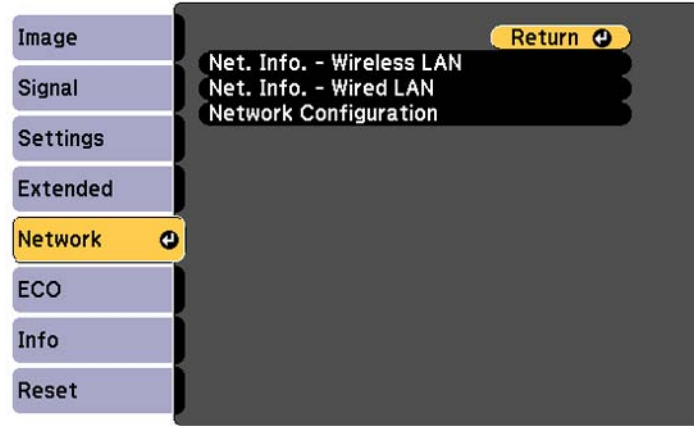 Image
Signal
Settings
Extended
Network
ECO
Info
Reset
Return
Net. Info. - Wireless LAN
Net. Info. - Wired LAN
Network Configuration